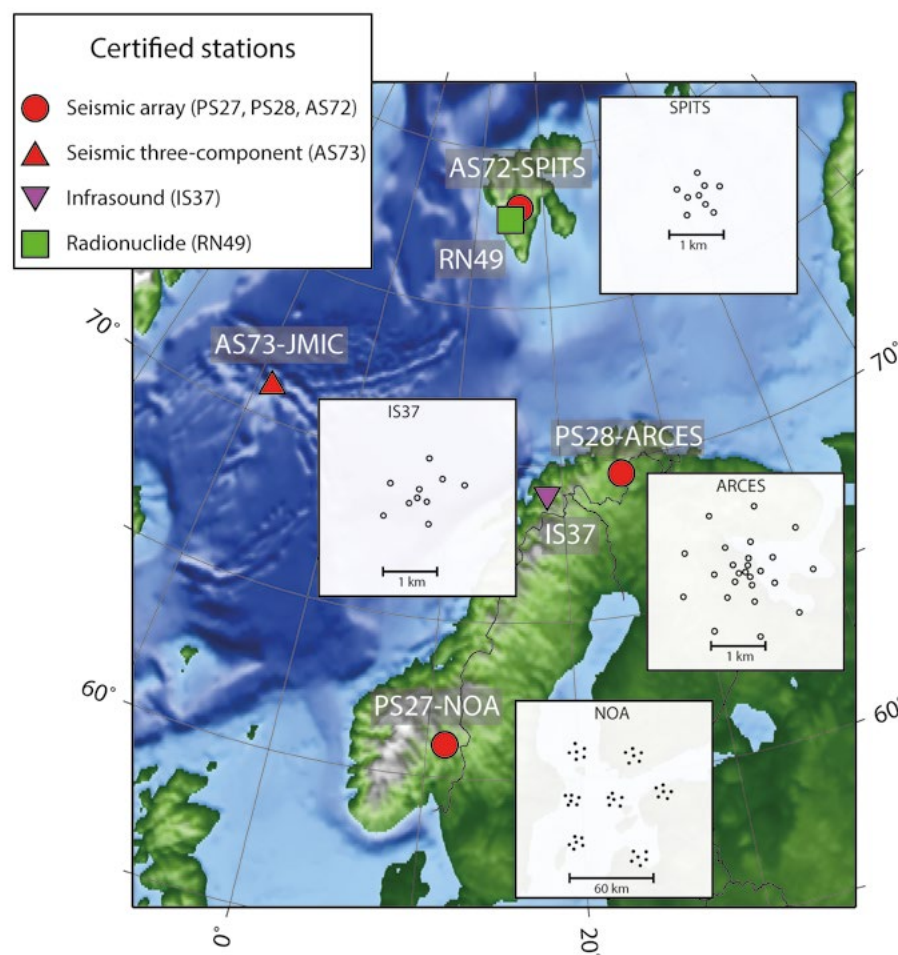 Certified stations
Seismic array (PS27, PS28, AS72)
Seismic three-component (AS73)
Infrasound (IS37)
Radionuclide (RN49)
SPITS
1 km
AS72-SPITS
RN49
70°
AS73-JMIC
70°
IS37
1 km
PS28-ARCES
IS37
ARCES
1 km
60°
PS27-NOA
60°
NOA
60 km
0°
20°